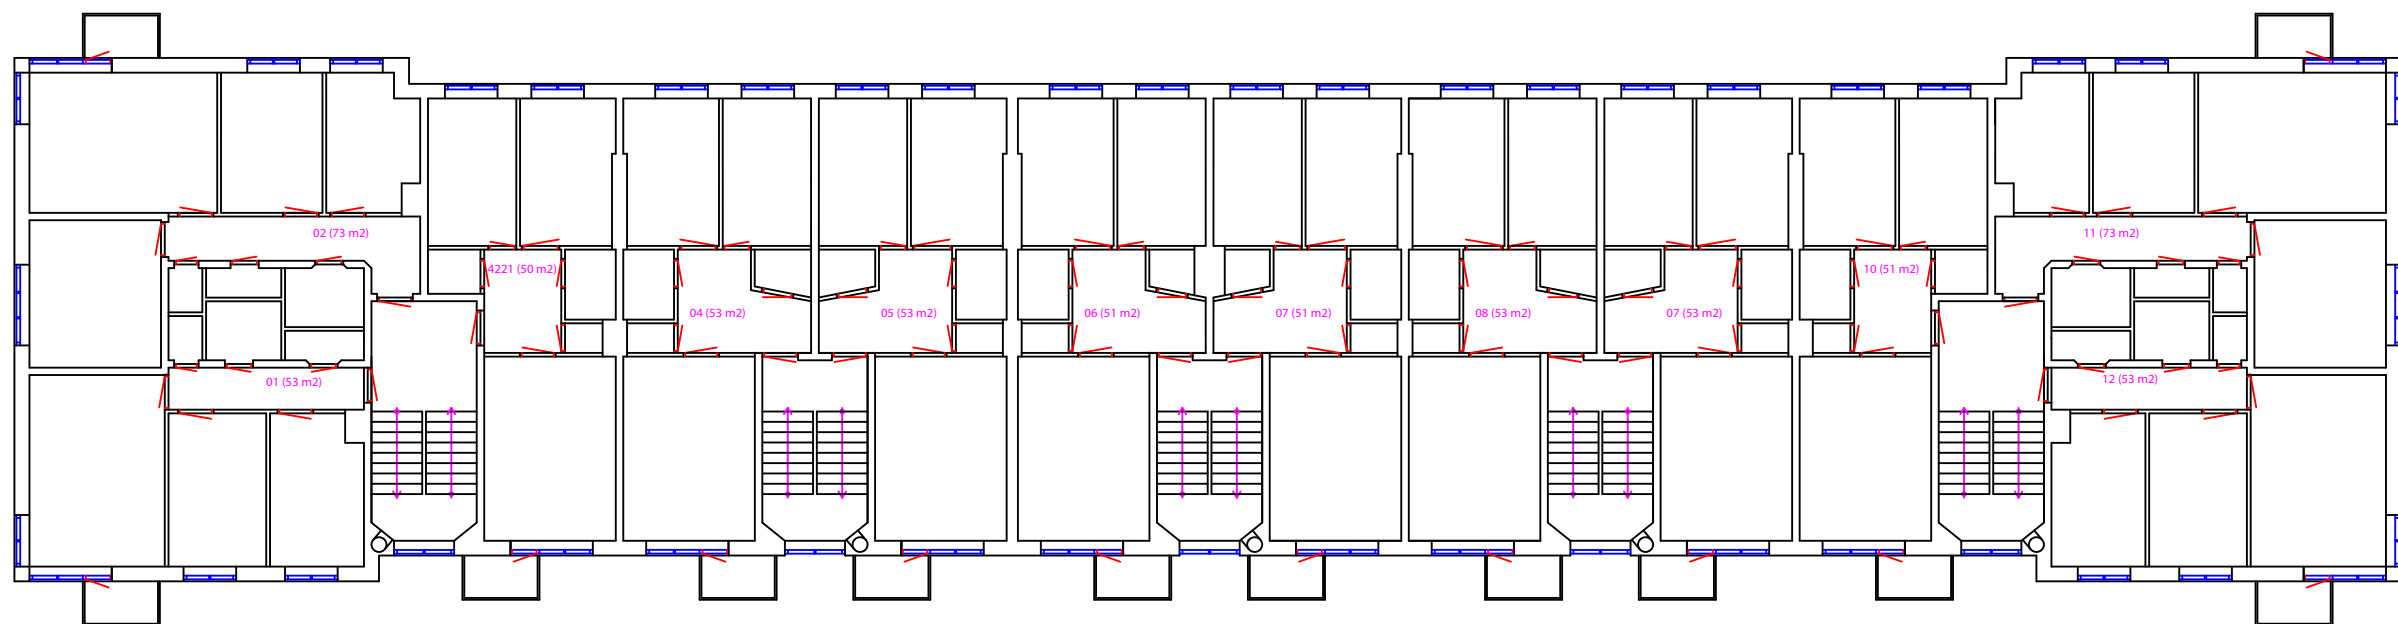 02 (73 m2)
11 (73 m2)
4221 (50 m2)
10 (51 m2)
04 (53 m2)
05 (53 m2)
06 (51 m2)
07 (51 m2)
08 (53 m2)
07 (53 m2)
01 (53 m2)
12 (53 m2)